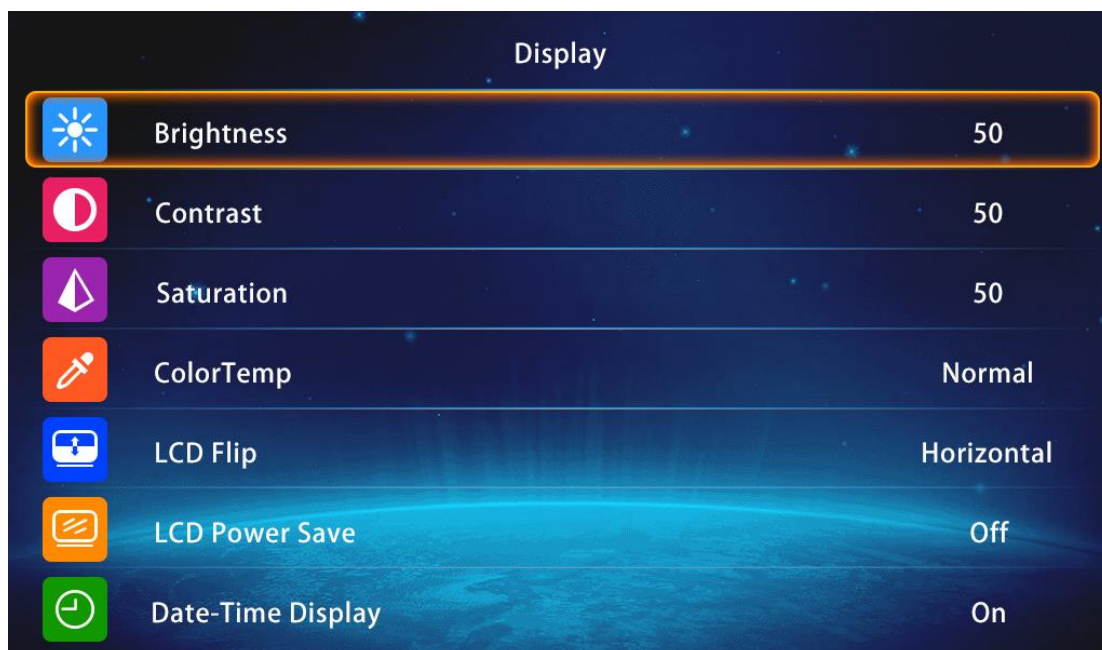 Display
Brightness 50
Contrast 50
Saturation 50
ColorTemp Normal
LCD Flip Horizontal
LCD Power Save Off
Date-Time Display On